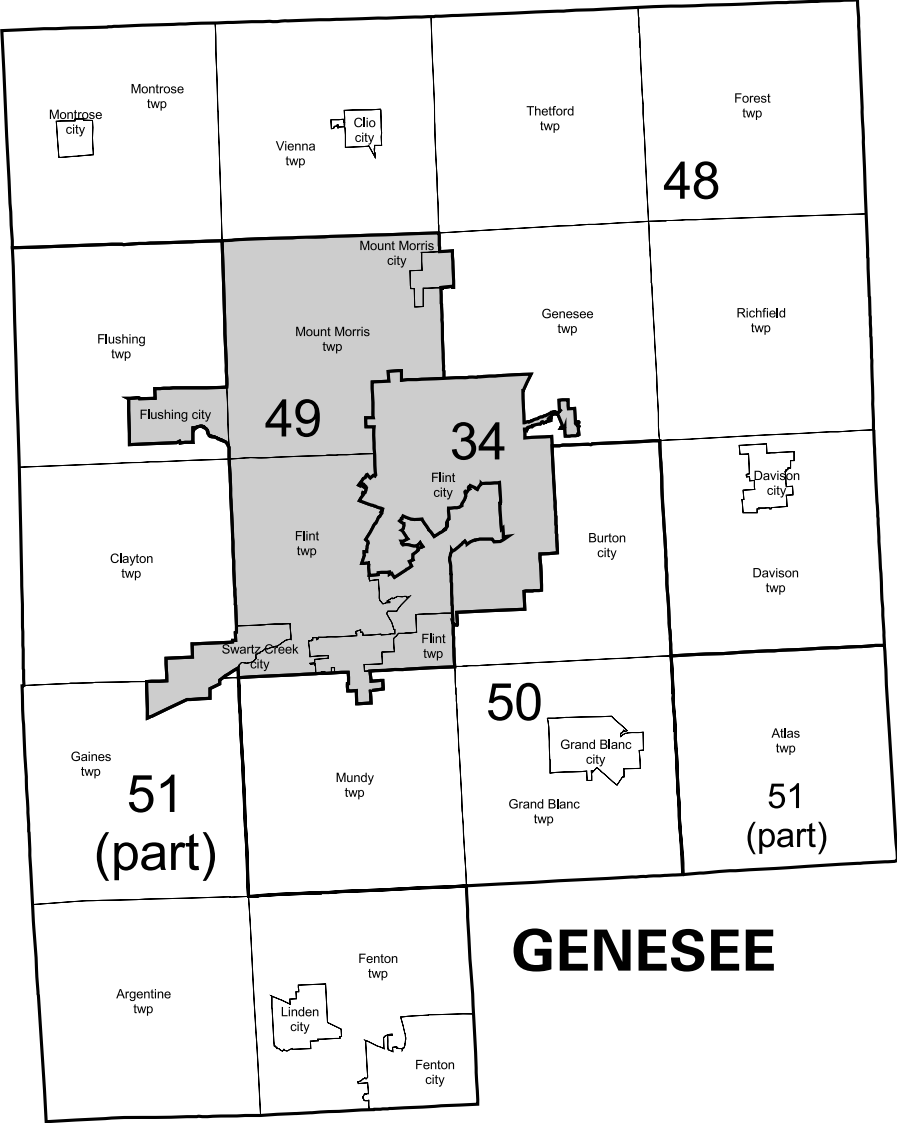 Montrose
twp
Montrose
city
Vienna
twp
Clio
city
Thetford
twp
Forest
twp
48
Mount Morris
city
Mount Morris
twp
49
Flushing
twp
Flushing city
Genesee
twp
Richfield
twp
34
Flint
city
Flint
twp
Clayton
twp
Burton
city
Davison
city
Davison
twp
Swartz Creek
city
Flint
twp
50
Gaines
twp
51
(part)
Mundy
twp
Grand Blanc
city
Grand Blanc
twp
Atlas
twp
51
(part)
GENESEE
Argentine
twp
Fenton
twp
Linden
city
Fenton
city